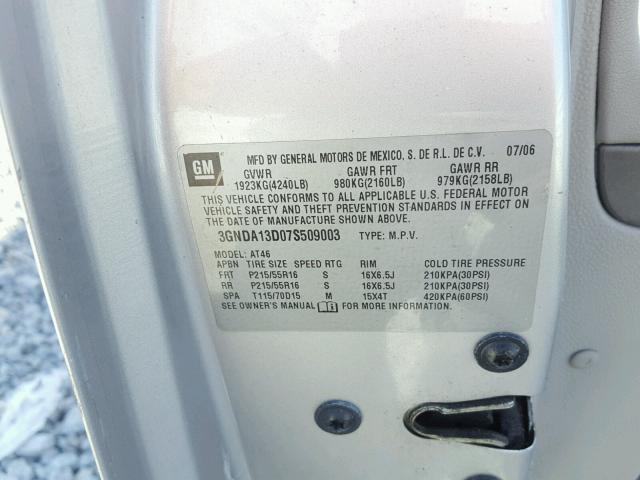 GM
MFD BY GENERAL MOTORS DE MEXICO, S. DE R.L. DE C.V. 07/06
GVWR GAWR FRT GAWR RR
1923KG(4240LB) 980KG(2160LB) 979KG(2158LB)
THIS VEHICLE CONFORMS TO ALL APPLICABLE U.S. FEDERAL MOTOR
VEHICLE SAFETY AND THEFT PREVENTION STANDARDS IN EFFECT ON
THE DATE OF MANUFACTURE SHOWN ABOVE.
3GNDA13D07S509003 TYPE: M.P.V.
MODEL: AT46
APBN TIRE SIZE SPEED RTG RIM COLD TIRE PRESSURE
FRT P215/55R16 S 16X6.5J 210KPA(30PSI)
RR P215/55R16 S 16X6.5J 210KPA(30PSI)
SPA T115/70D15 M 15X4T 420KPA(60PSI)
SEE OWNER'S MANUAL FOR MORE INFORMATION.